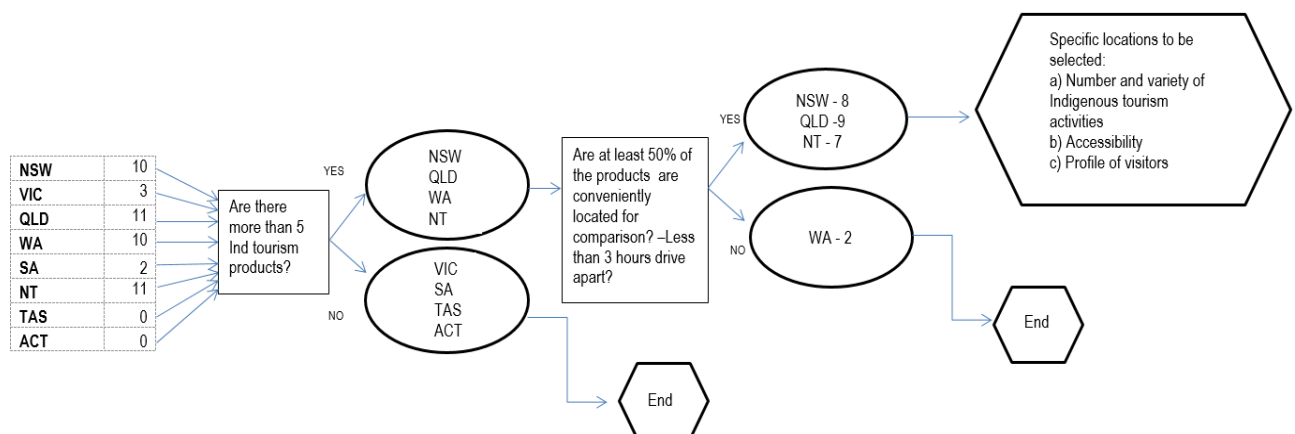 NSW 10
VIC 3
QLD 11
WA 10
SA 2
NT 11
TAS 0
ACT 0
Are there
more than 5
Ind tourism
products?
YES
NSW
QLD
WA
NT
NO
VIC
SA
TAS
ACT
End
Are at least 50% of
the products are
conveniently
located for
comparison? –Less
than 3 hours drive
apart?
YES
NSW - 8
QLD -9
NT - 7
NO
WA - 2
End
Specific locations to be
selected:
a) Number and variety of
Indigenous tourism
activities
b) Accessibility
c) Profile of visitors